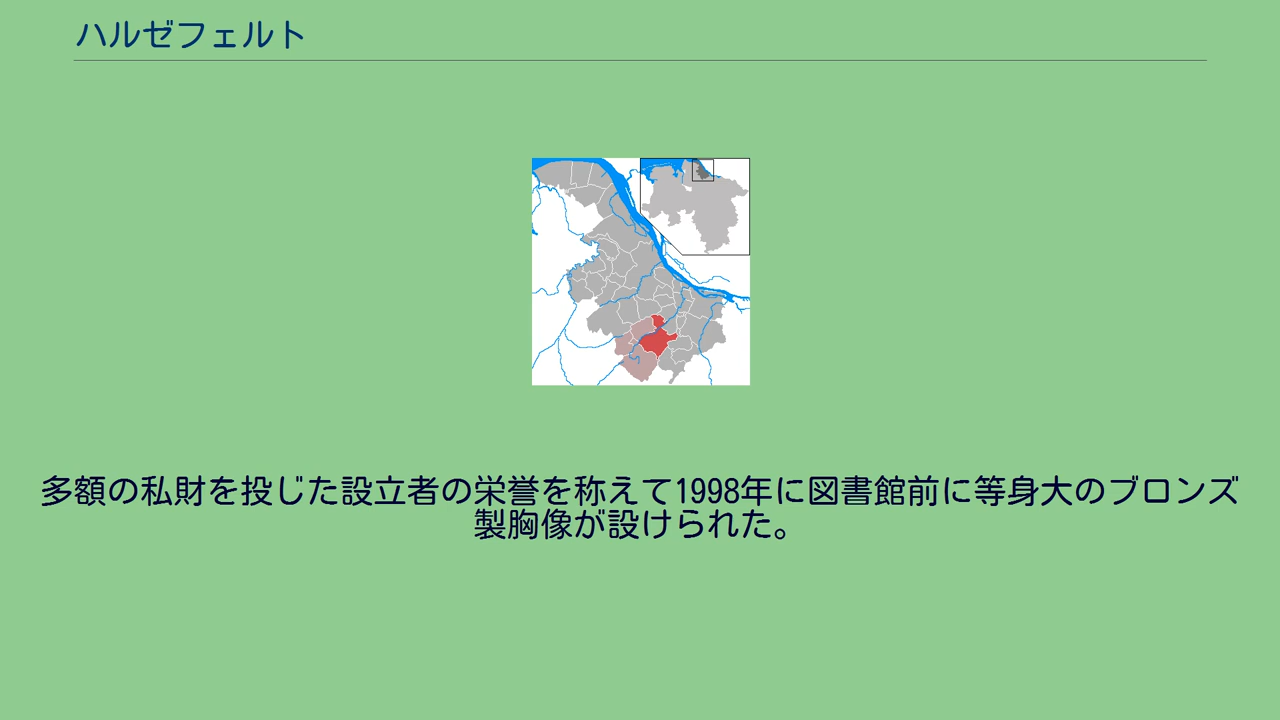 ハルゼフェルト
多額の私財を投じた設立者の栄誉を称えて1998年に図書館前に等身大のブロンズ
製胸像が設けられた。